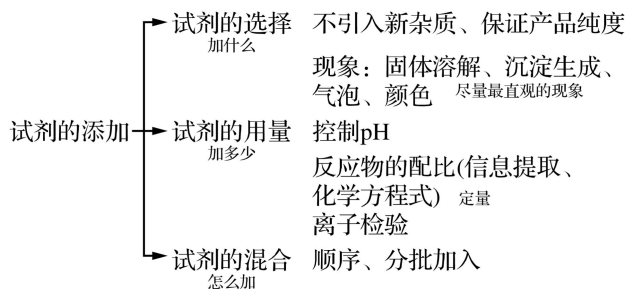 试剂的选择 不引入新杂质、保证产品纯度
加什么
现象：固体溶解、沉淀生成、
气泡、颜色 尽量最直观的现象
试剂的添加 试剂的用量 控制pH
加多少
反应物的配比(信息提取、
化学方程式) 定量
离子检验
试剂的混合 顺序、分批加入
怎么加